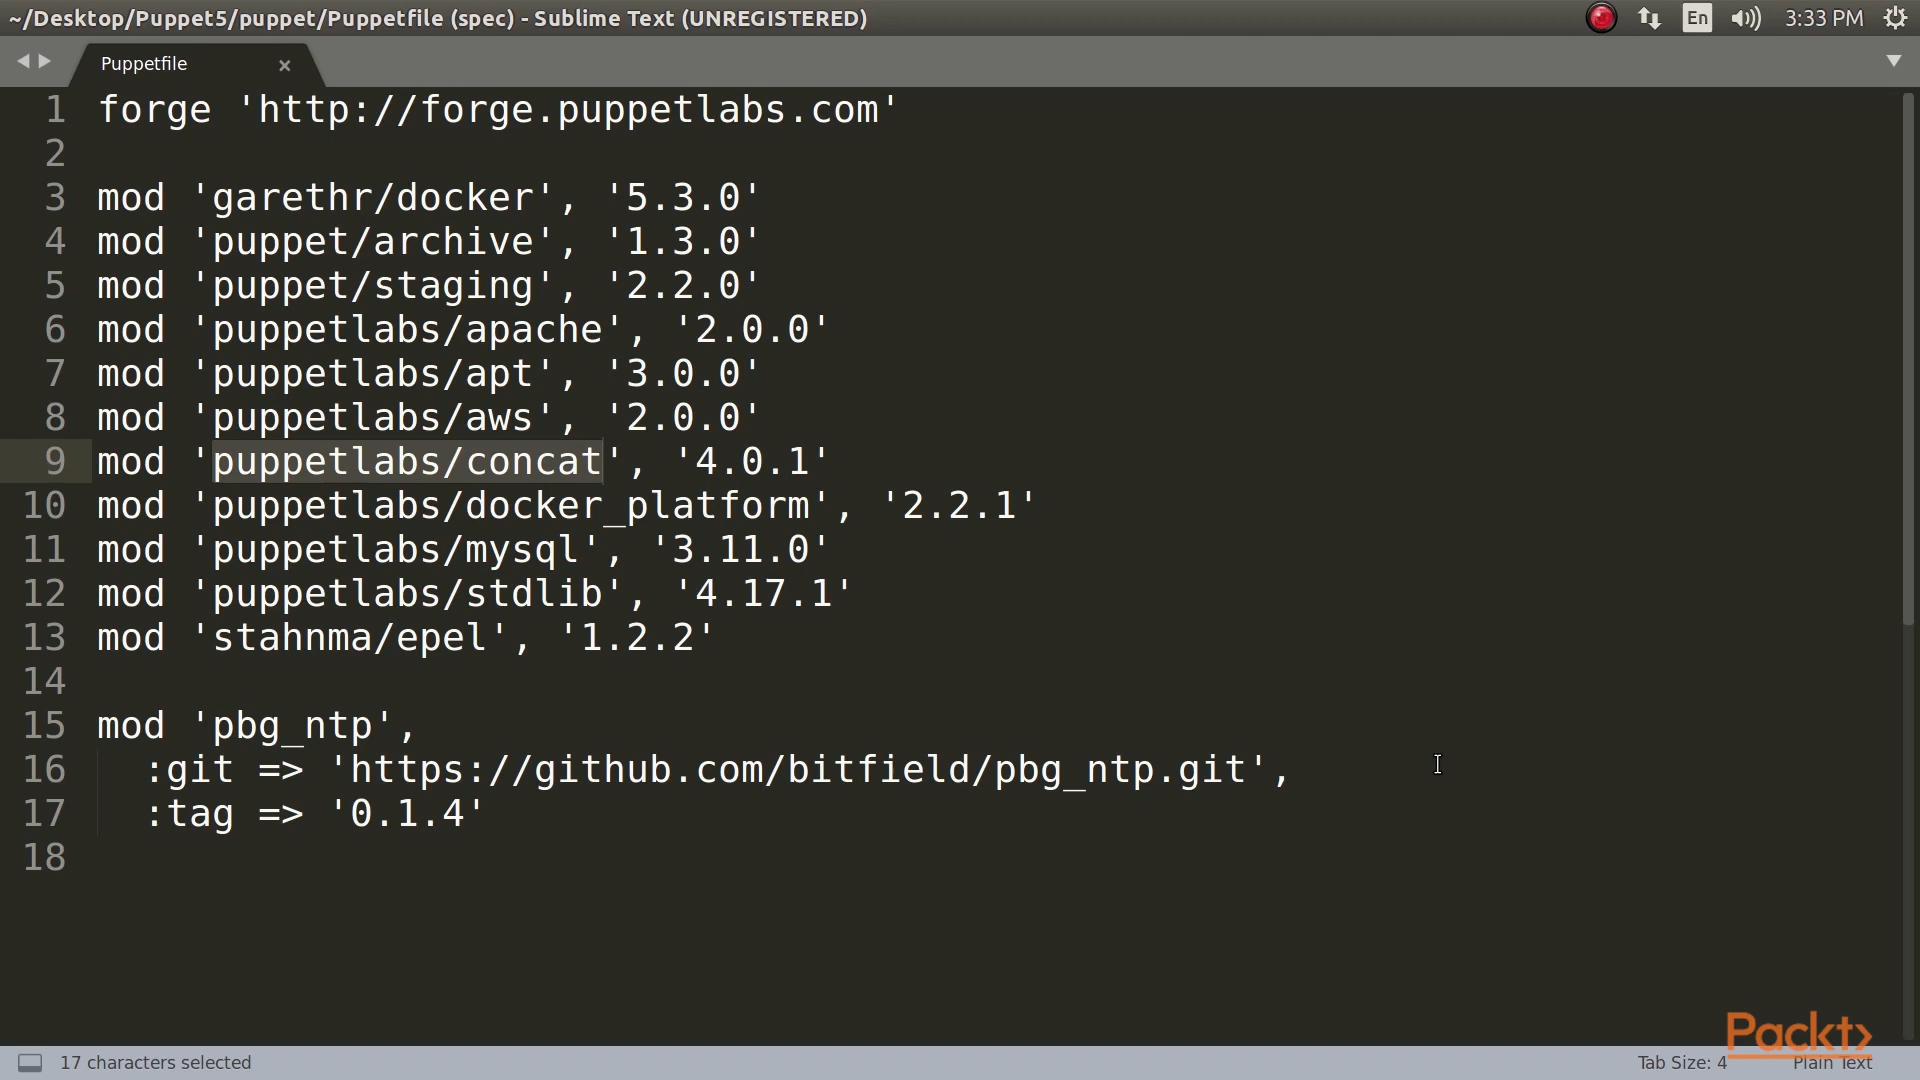 ~/Desktop/Puppet5/puppet/Puppetfile (spec) - Sublime Text (UNREGISTERED)
En
3:33 PM
Puppetfile ×
1 forge 'http://forge.puppetlabs.com'
2
3 mod 'garethr/docker', '5.3.0'
4 mod 'puppet/archive', '1.3.0'
5 mod 'puppet/staging', '2.2.0'
6 mod 'puppetlabs/apache', '2.0.0'
7 mod 'puppetlabs/apt', '3.0.0'
8 mod 'puppetlabs/aws', '2.0.0'
9 mod 'puppetlabs/concat', '4.0.1'
10 mod 'puppetlabs/docker_platform', '2.2.1'
11 mod 'puppetlabs/mysql', '3.11.0'
12 mod 'puppetlabs/stdlib', '4.17.1'
13 mod 'stahnma/epel', '1.2.2'
14
15 mod 'pbg_ntp',
16   :git => 'https://github.com/bitfield/pbg_ntp.git',
17   :tag => '0.1.4'
18
Packt>
17 characters selected
Tab Size: 4
Plain Text